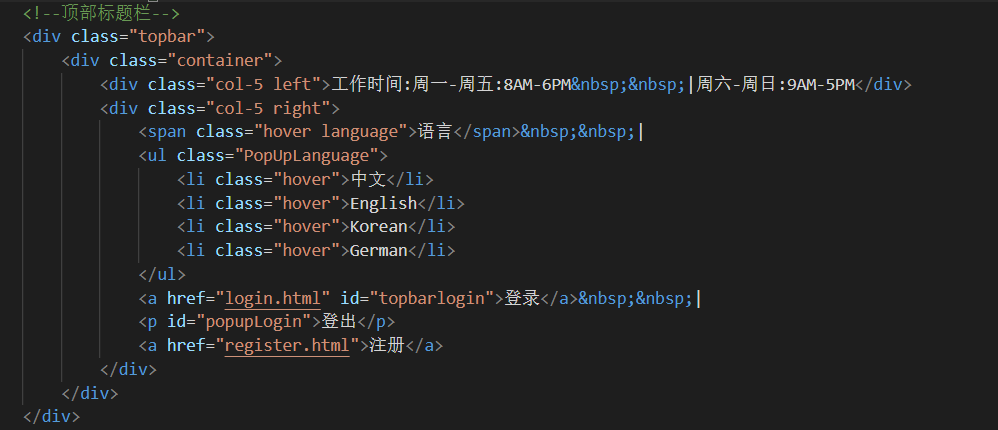 <!--顶部标题栏-->
<div class="topbar">
    <div class="container">
        <div class="col-5 left">工作时间:周一-周五:8AM-6PM&nbsp;&nbsp;|周六-周日:9AM-5PM</div>
        <div class="col-5 right">
            <span class="hover language">语言</span>&nbsp;&nbsp;|
            <ul class="PopUpLanguage">
                <li class="hover">中文</li>
                <li class="hover">English</li>
                <li class="hover">Korean</li>
                <li class="hover">German</li>
            </ul>
            <a href="login.html" id="topbarlogin">登录</a>&nbsp;&nbsp;|
            <p id="popupLogin">登出</p>
            <a href="register.html">注册</a>
        </div>
    </div>
</div>